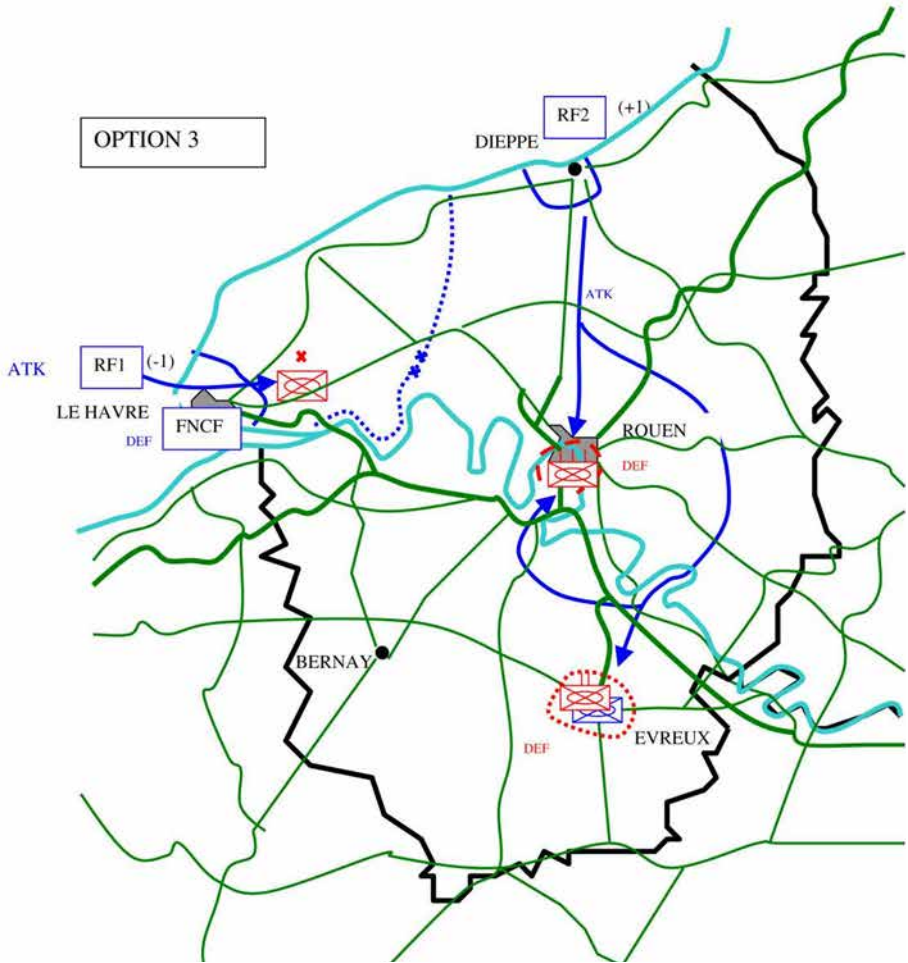 OPTION 3
RF2 (+1)
DIEPPE
ATK
ATK RF1 (-1)
LE HAVRE
FNCF
DEF
ROUEN
DEF
BERNAY
EVREUX
DEF